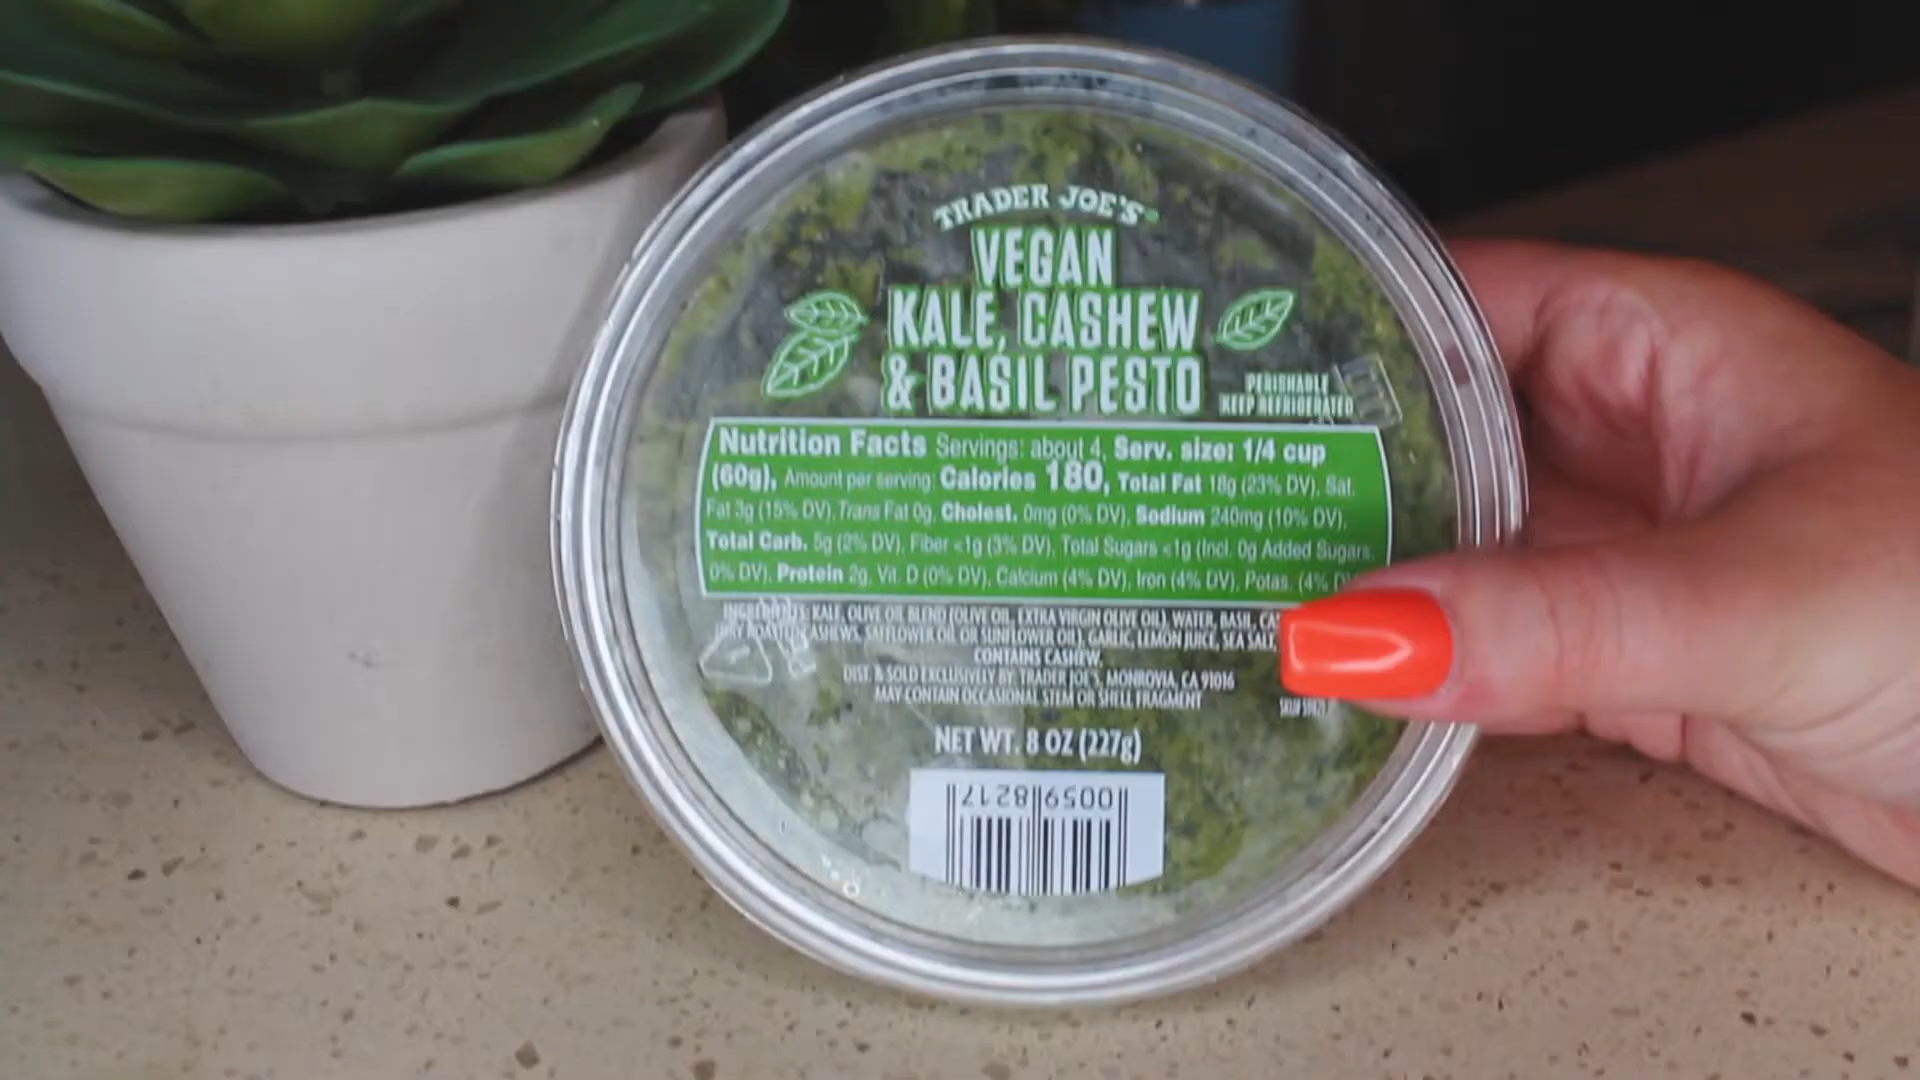 TRADER JOE'S
VEGAN
KALE, CASHEW
& BASIL PESTO
PERISHABLE
KEEP REFRIGERATED
Nutrition Facts Servings: about 4, Serv. size: 1/4 cup
(60g), Amount per serving: Calories 180, Total Fat 18g (23% DV), Sat.
Fat 3g (15% DV), Trans Fat 0g, Cholest. 0mg (0% DV), Sodium 240mg (10% DV),
Total Carb. 5g (2% DV), Fiber <1g (3% DV), Total Sugars <1g (Incl. 0g Added Sugars,
0% DV), Protein 2g, Vit. D (0% DV), Calcium (4% DV), Iron (4% DV), Potas. (4%
INGREDIENTS: KALE, OLIVE OIL BLEND (OLIVE OIL, EXTRA VIRGIN OLIVE OIL), WATER, BASIL,
CASHEWS, SAFFLOWER OIL OR SUNFLOWER OIL), GARLIC, LEMON JUICE, SEA SALT,
CONTAINS CASHEW.
DIST. & SOLD EXCLUSIVELY BY: TRADER JOE'S, MONROVIA, CA 91016
MAY CONTAIN OCCASIONAL STEM OR SHELL FRAGMENT
NET WT. 8 OZ (227g)
0059 8217